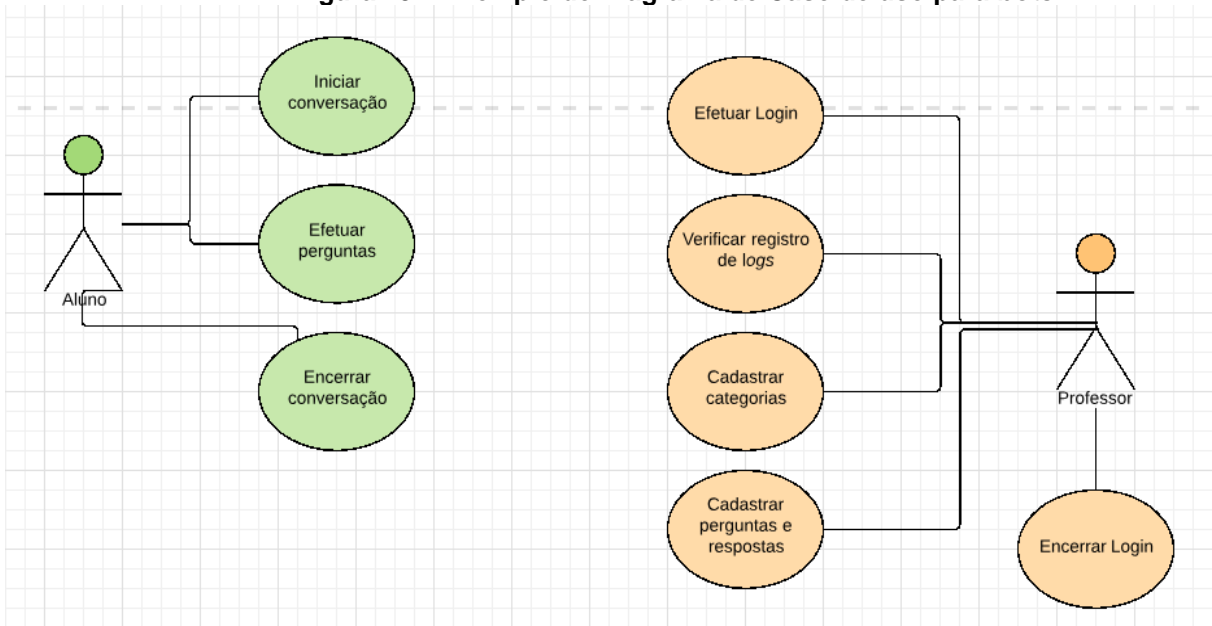 Iniciar
conversação
Efetuar
perguntas
Aluno
Encerrar
conversação
Efetuar Login
Verificar registro
de logs
Cadastrar
categorias
Cadastrar
perguntas e
respostas
Professor
Encerrar Login